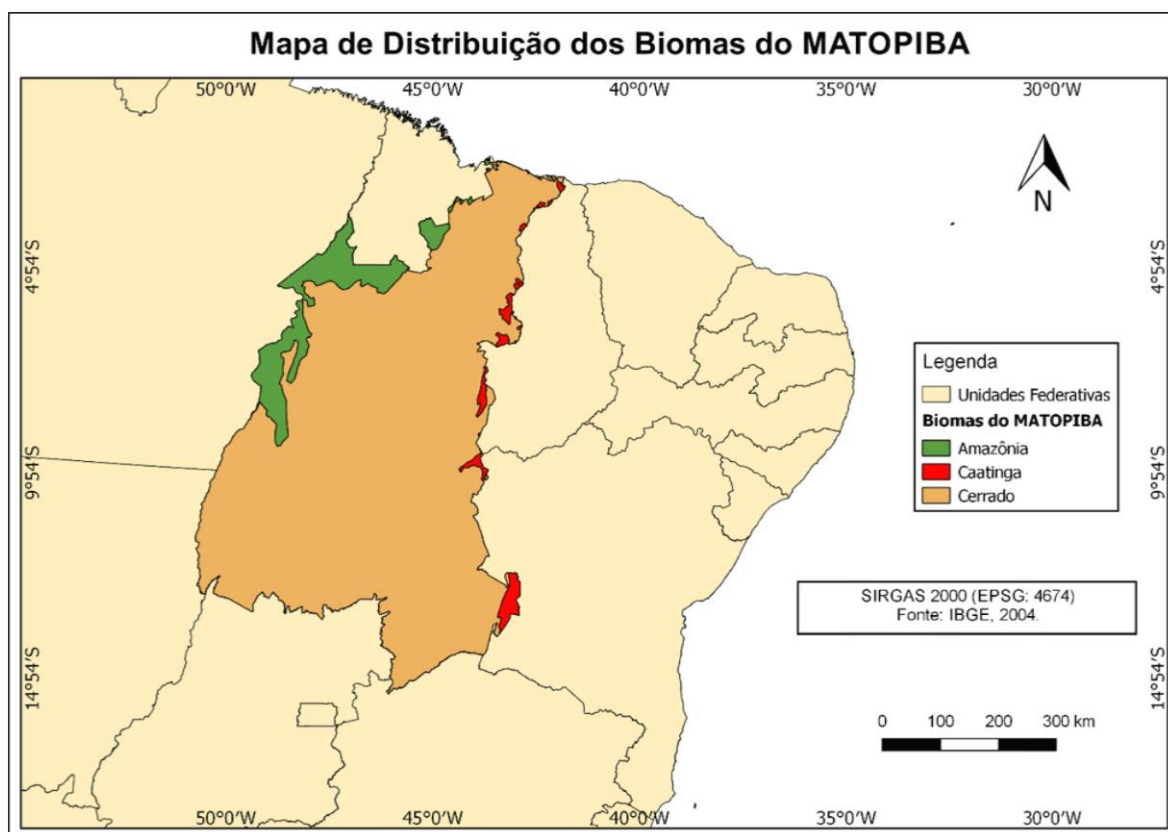 Mapa de Distribuição dos Biomas do MATOPIBA
50°0′W 45°0′W 40°0′W 35°0′W 30°0′W
N
4°54′S 4°54′S
Legenda
Unidades Federativas
Biomas do MATOPIBA
Amazônia
Caatinga
Cerrado
9°54′S 9°54′S
SIRGAS 2000 (EPSG: 4674)
Fonte: IBGE, 2004.
14°54′S 14°54′S
0 100 200 300 km
50°0′W 45°0′W 40°0′W 35°0′W 30°0′W